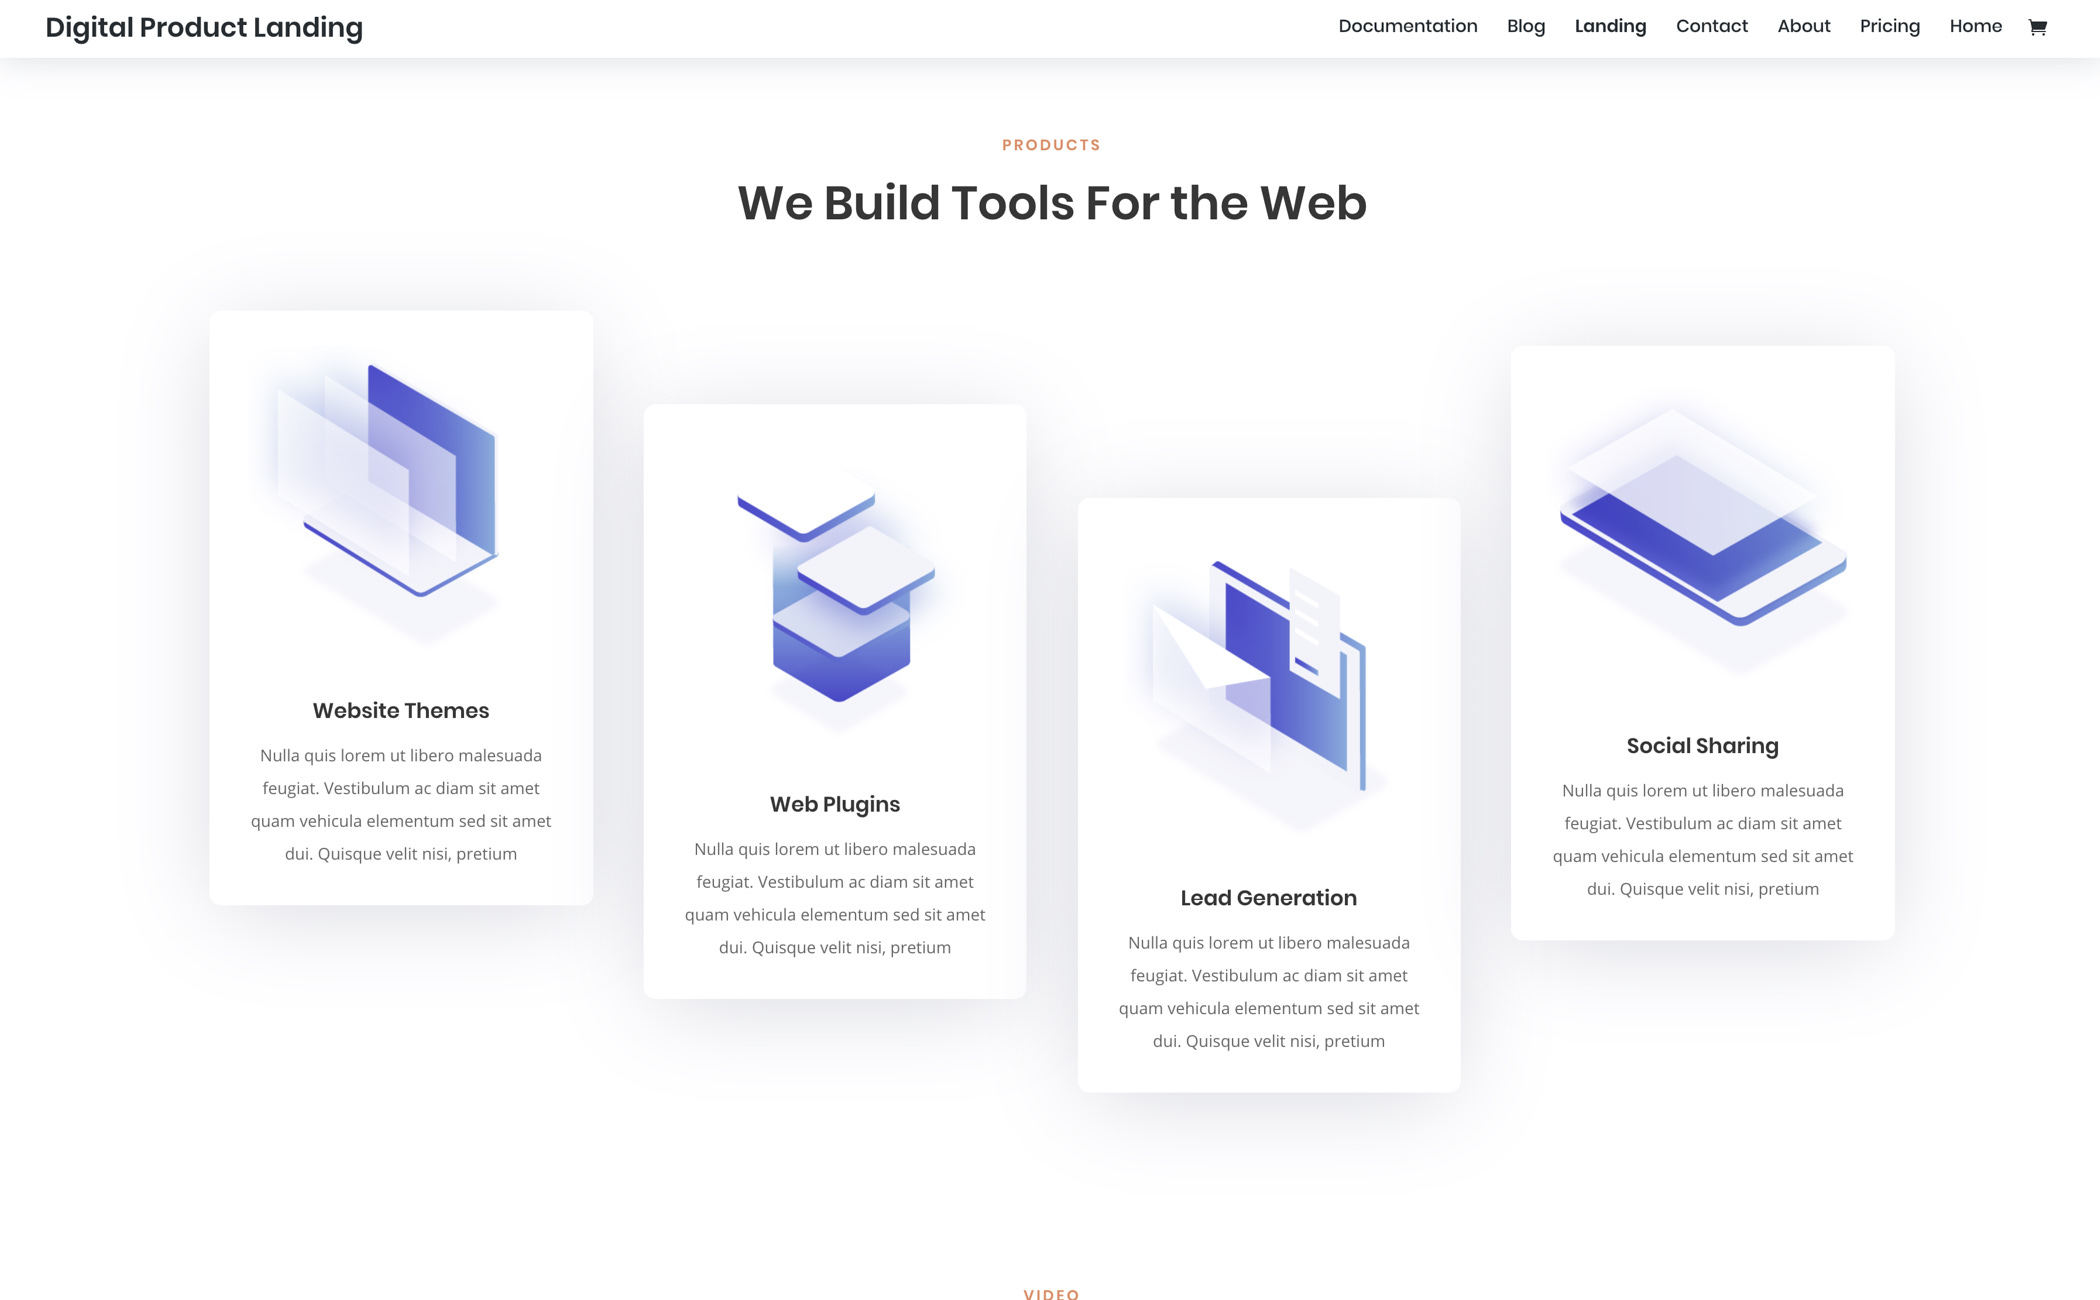 Digital Product Landing
Documentation Blog Landing Contact About Pricing Home
PRODUCTS
We Build Tools For the Web
Website Themes
Nulla quis lorem ut libero malesuada
feugiat. Vestibulum ac diam sit amet
quam vehicula elementum sed sit amet
dui. Quisque velit nisi, pretium
Web Plugins
Nulla quis lorem ut libero malesuada
feugiat. Vestibulum ac diam sit amet
quam vehicula elementum sed sit amet
dui. Quisque velit nisi, pretium
Lead Generation
Nulla quis lorem ut libero malesuada
feugiat. Vestibulum ac diam sit amet
quam vehicula elementum sed sit amet
dui. Quisque velit nisi, pretium
Social Sharing
Nulla quis lorem ut libero malesuada
feugiat. Vestibulum ac diam sit amet
quam vehicula elementum sed sit amet
dui. Quisque velit nisi, pretium
VIDEO